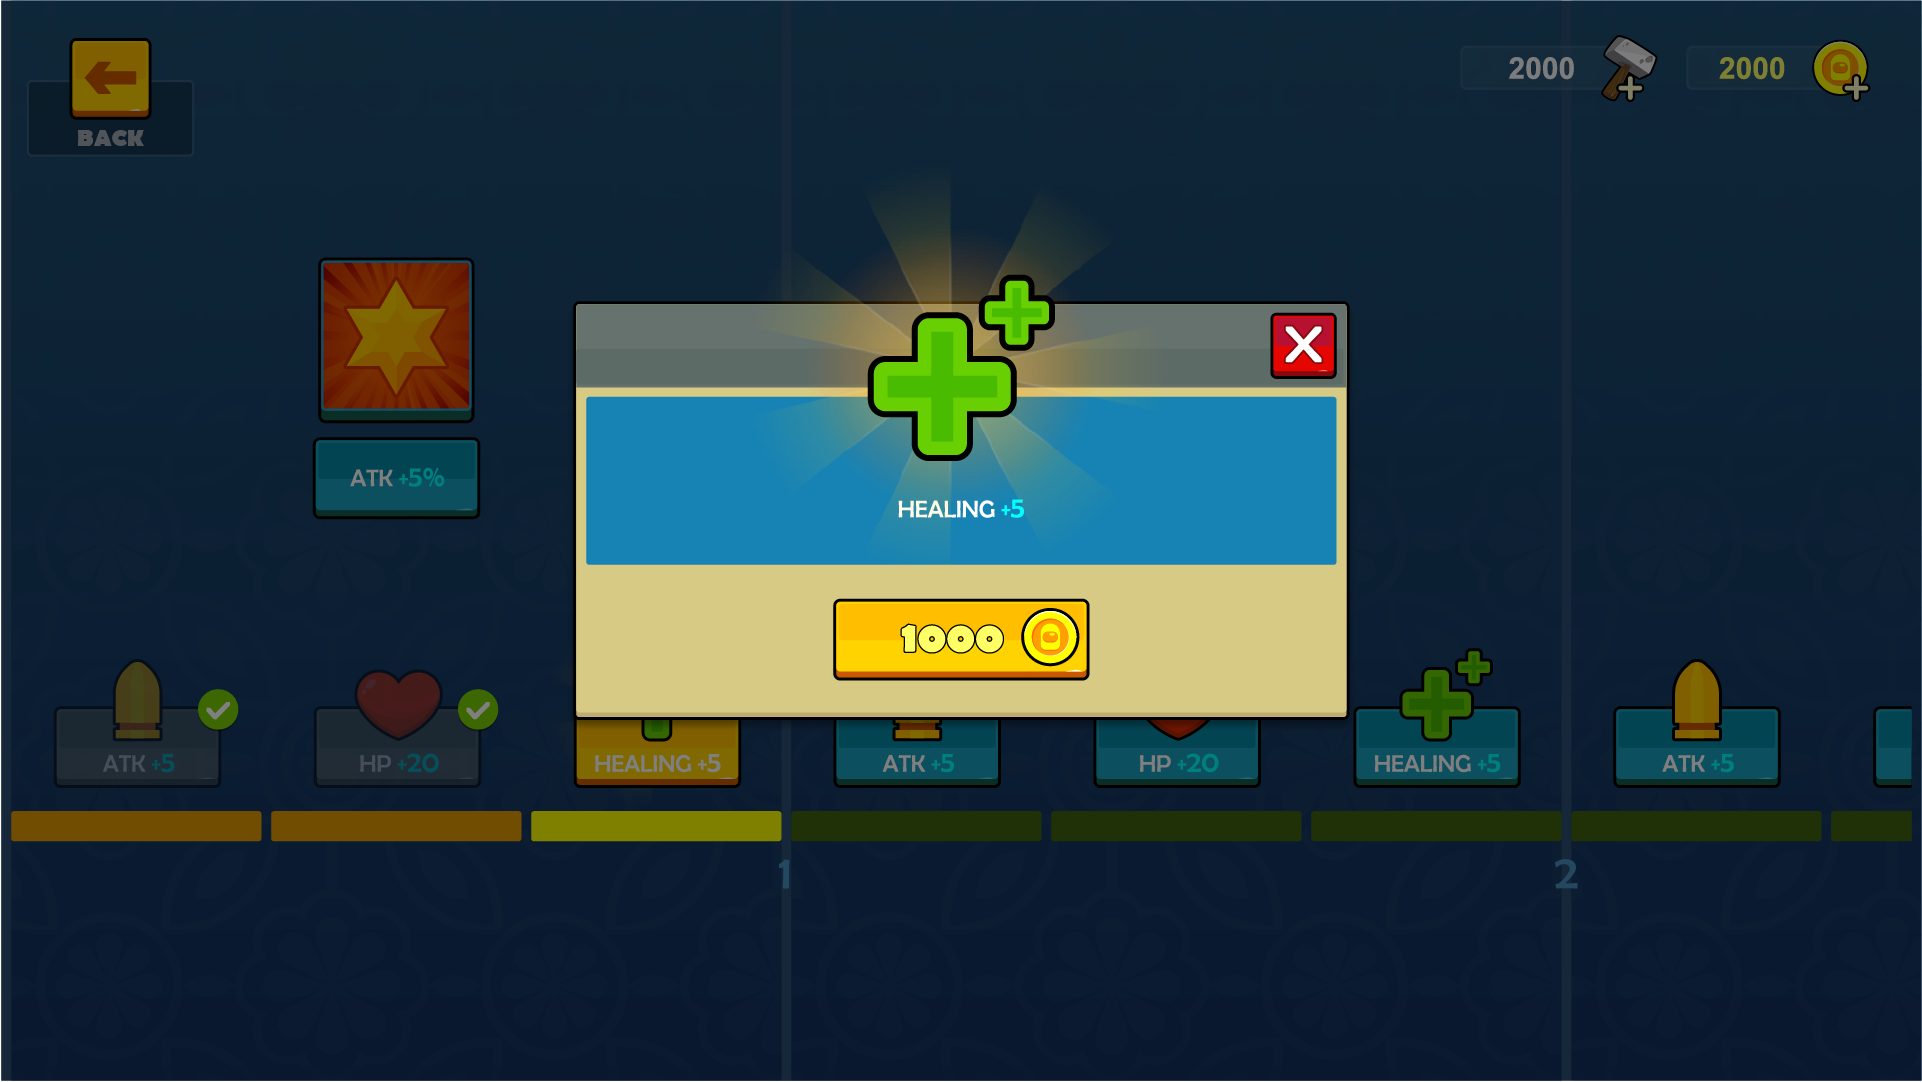 2000
2000
BACK
ATK +5%
HEALING +5
1000
ATK +5
HP +20
HEALING +5
ATK +5
HP +20
HEALING +5
ATK +5
1
2